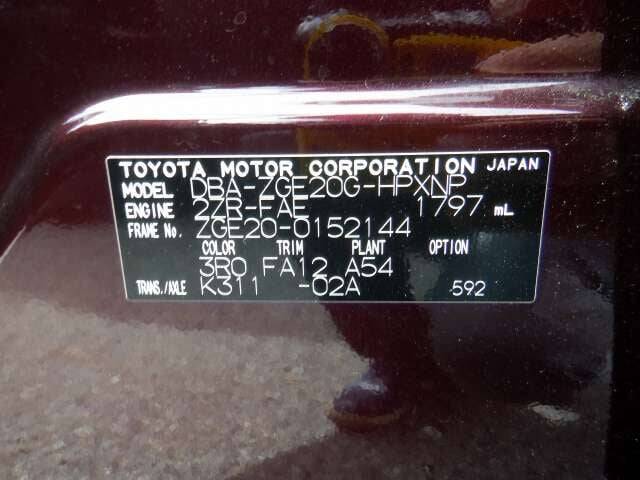 TOYOTA MOTOR CORPORATION JAPAN
MODEL DBA-ZGE20G-HPXNP
ENGINE 2ZR-FAE 1797 mL
FRAME No. ZGE20-0152144
COLOR TRIM PLANT OPTION
3R0 FA12 A54
TRANS./AXLE K311 -02A 592